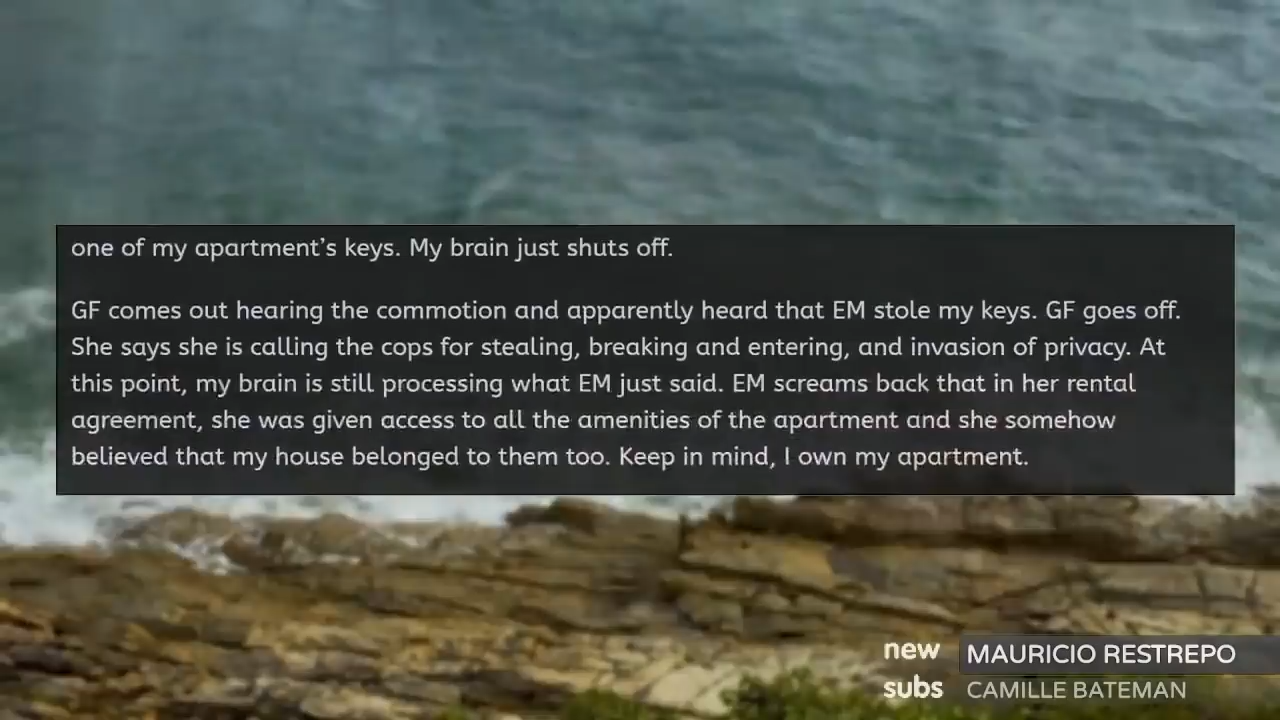 one of my apartment's keys. My brain just shuts off.
GF comes out hearing the commotion and apparently heard that EM stole my keys. GF goes off.
She says she is calling the cops for stealing, breaking and entering, and invasion of privacy. At
this point, my brain is still processing what EM just said. EM screams back that in her rental
agreement, she was given access to all the amenities of the apartment and she somehow
believed that my house belonged to them too. Keep in mind, I own my apartment.
new MAURICIO RESTREPO
subs CAMILLE BATEMAN